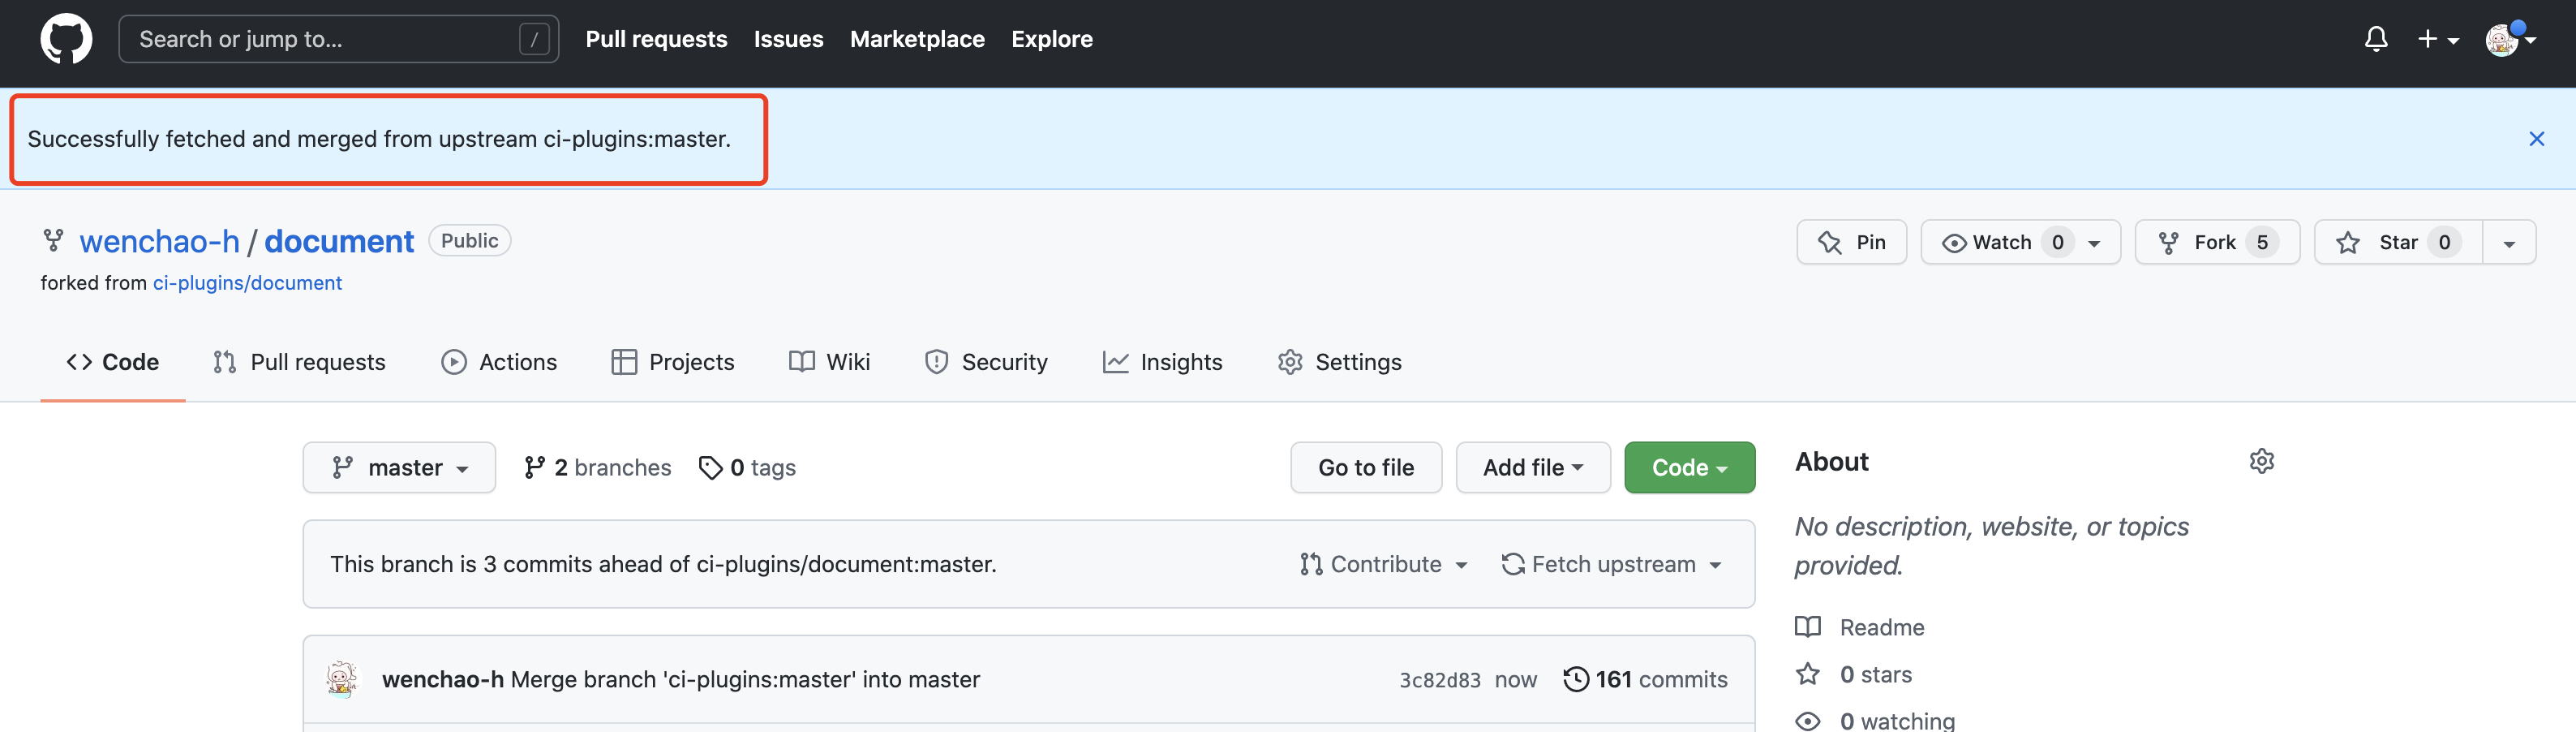 Search or jump to... / Pull requests Issues Marketplace Explore
Successfully fetched and merged from upstream ci-plugins:master.
wenchao-h / document Public Pin Watch 0 Fork 5 Star 0
forked from ci-plugins/document
Code Pull requests Actions Projects Wiki Security Insights Settings
master 2 branches 0 tags Go to file Add file Code
This branch is 3 commits ahead of ci-plugins/document:master. Contribute Fetch upstream
wenchao-h Merge branch 'ci-plugins:master' into master 3c82d83 now 161 commits
About
No description, website, or topics
provided.
Readme
0 stars
0 watching